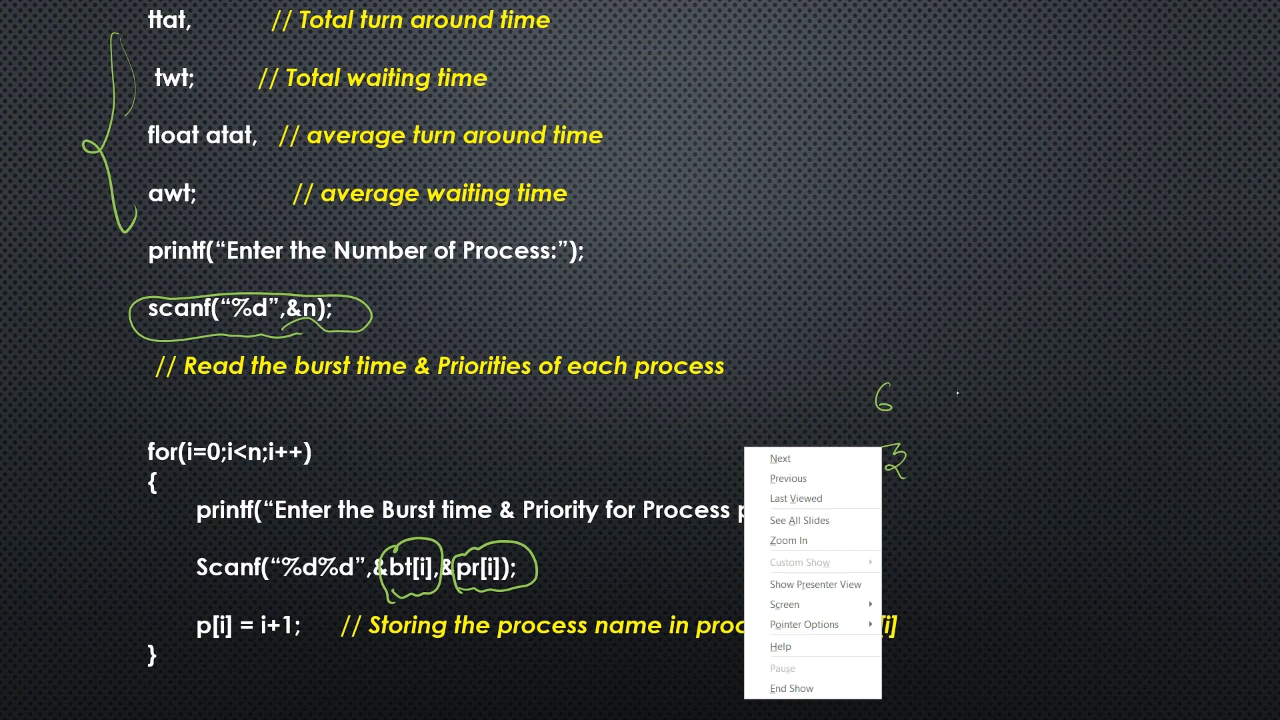 ttat, // Total turn around time
twt; // Total waiting time
float atat, // average turn around time
awt; // average waiting time
printf(“Enter the Number of Process:”);
scanf(“%d”,&n);
// Read the burst time & Priorities of each process
6
for(i=0;i<n;i++)
{
printf(“Enter the Burst time & Priority for Process
Scanf(“%d%d”,&bt[i],&pr[i]);
p[i] = i+1; // Storing the process name in [i]
}
Next
Previous
Last Viewed
See All Slides
Zoom In
Custom Show
Show Presenter View
Screen
Pointer Options
Help
Pause
End Show